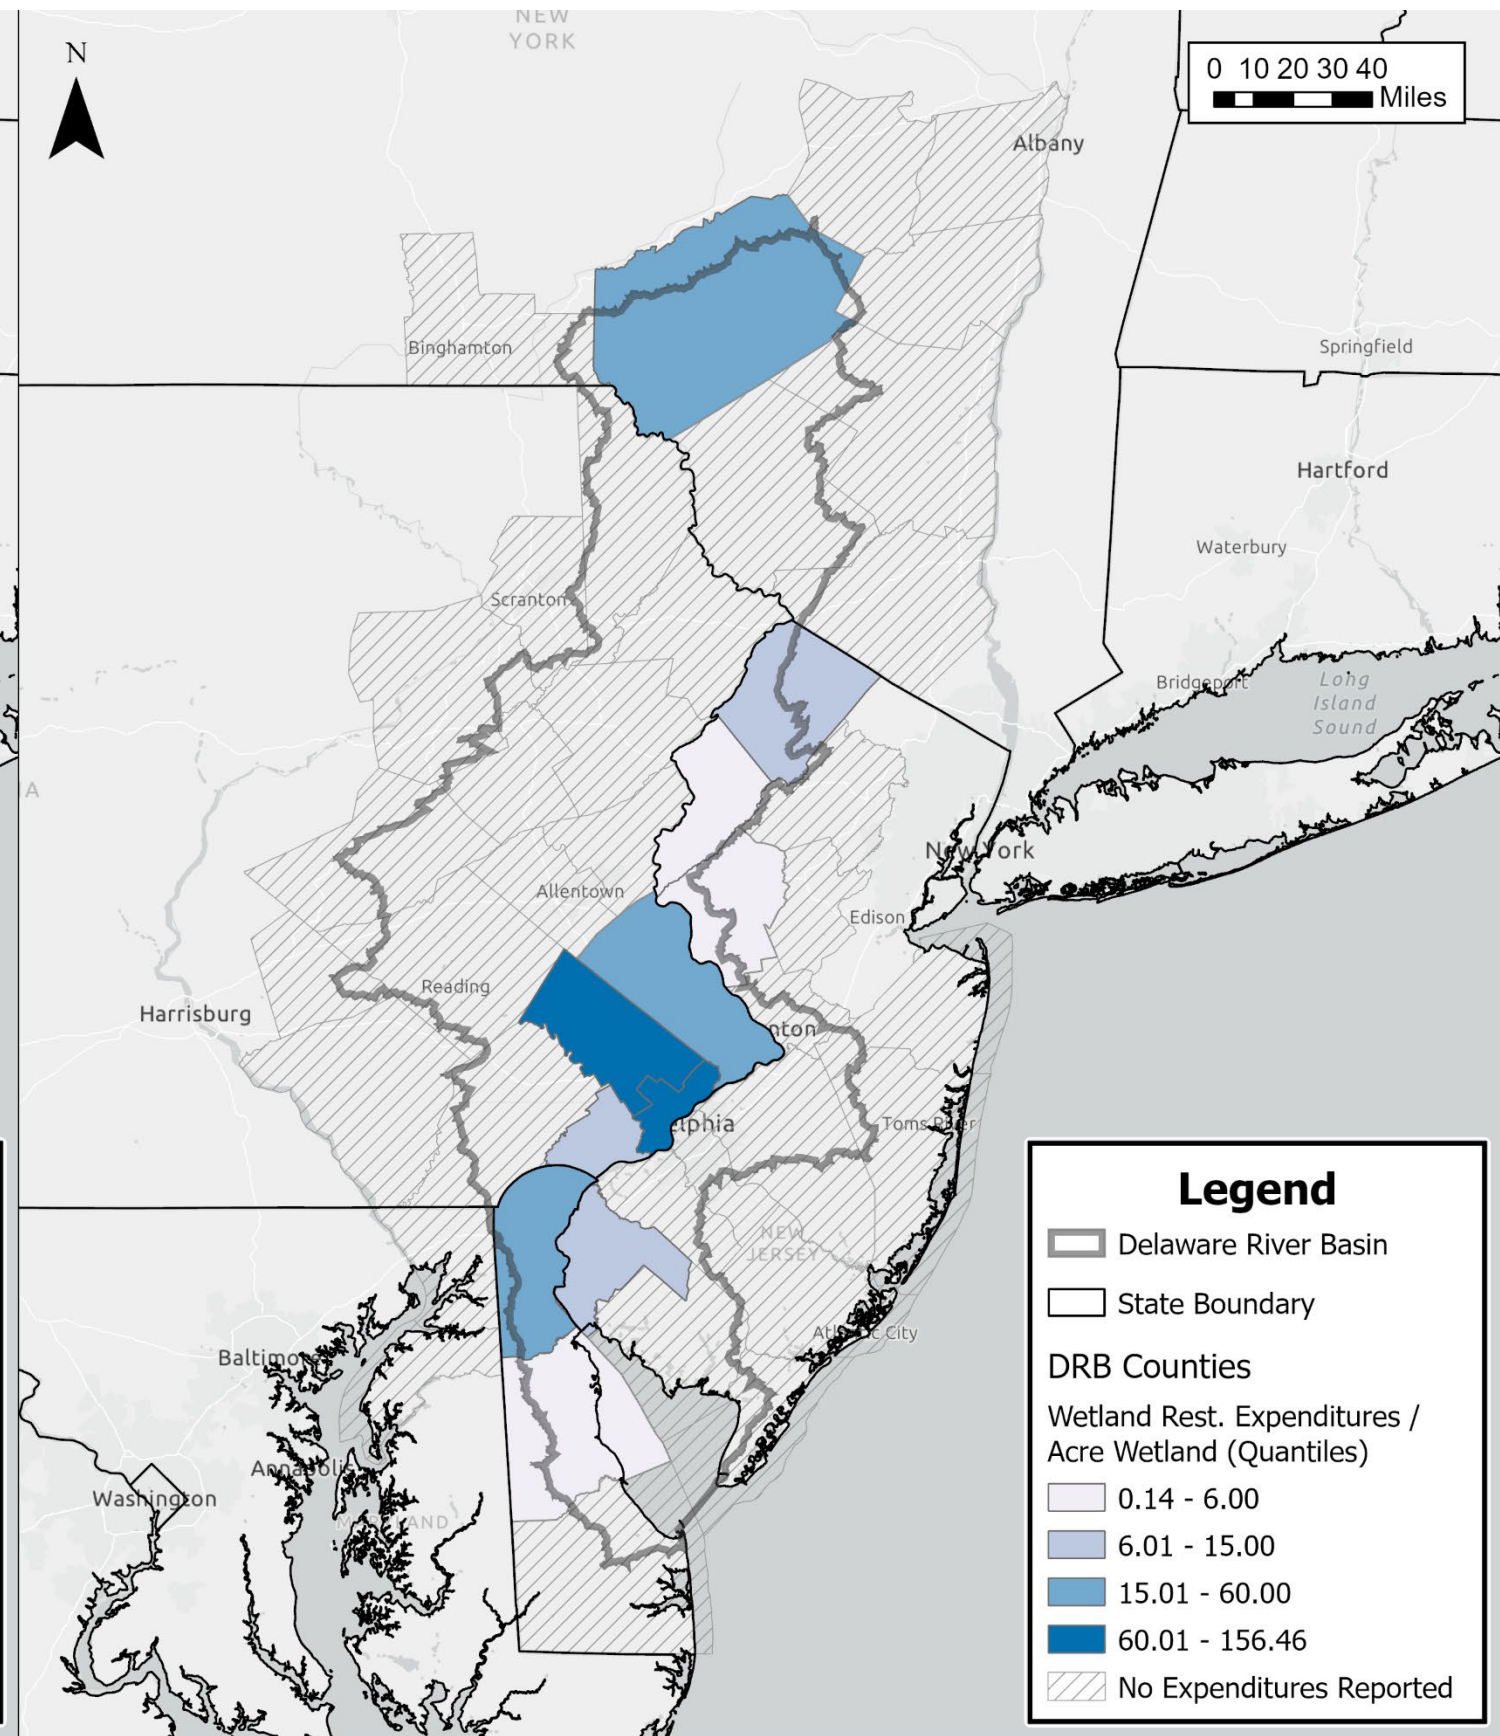 NEW
YORK
N
0 10 20 30 40
Miles
Albany
Binghamton
Springfield
Hartford
Waterbury
Scranton
Bridgeport
Long
Island
Sound
A
New York
Allentown
Edison
Reading
Harrisburg
nton
elphia
Toms River
NEW
JERSEY
Atlantic City
Baltimore
Annapolis
Washington
MARYLAND
Legend
Delaware River Basin
State Boundary
DRB Counties
Wetland Rest. Expenditures /
Acre Wetland (Quantiles)
0.14 - 6.00
6.01 - 15.00
15.01 - 60.00
60.01 - 156.46
No Expenditures Reported